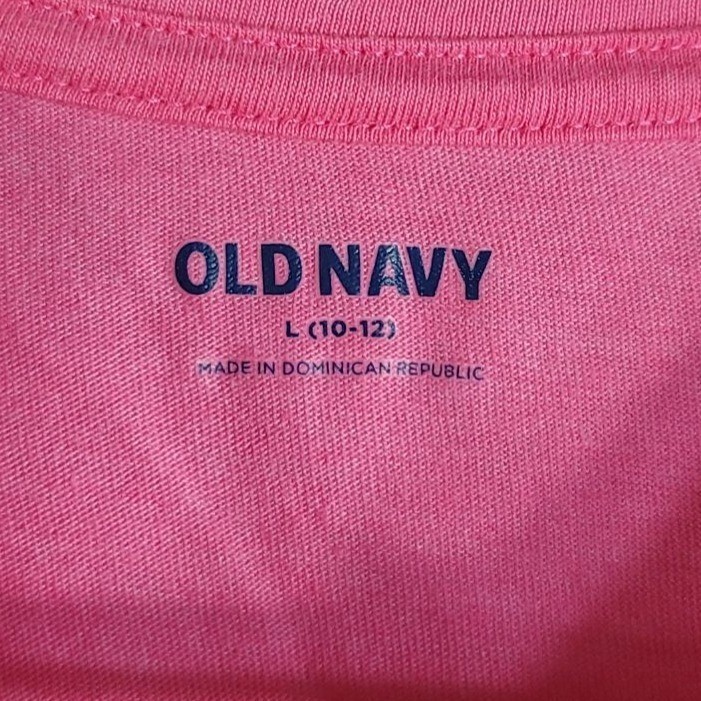 OLD NAVY
L (10-12)
MADE IN DOMINICAN REPUBLIC